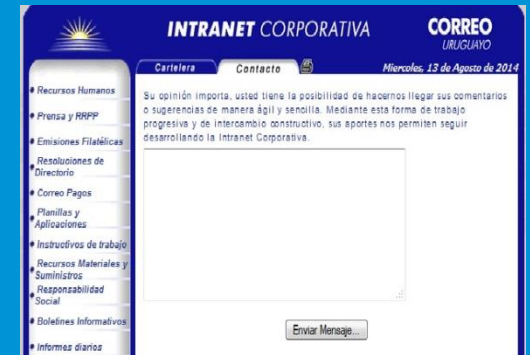 INTRANET CORPORATIVA
CORREO
URUGUAYO
Cartelera
Contacto
Miercoles, 13 de Agosto de 2014
Recursos Humanos
Prensa y RRPP
Emisiones Filatélicas
Resoluciones de
Directorio
Correo Pagos
Planillas y
Aplicaciones
Instructivos de trabajo
Recursos Materiales y
Suministros
Responsabilidad
Social
Boletines Informativos
Informes diarios
Su opinión importa, usted tiene la posibilidad de hacernos llegar sus comentarios
o sugerencias de manera ágil y sencilla. Mediante esta forma de trabajo
progresiva y de intercambio constructivo, sus aportes nos permiten seguir
desarrollando la Intranet Corporativa.
Enviar Mensaje...